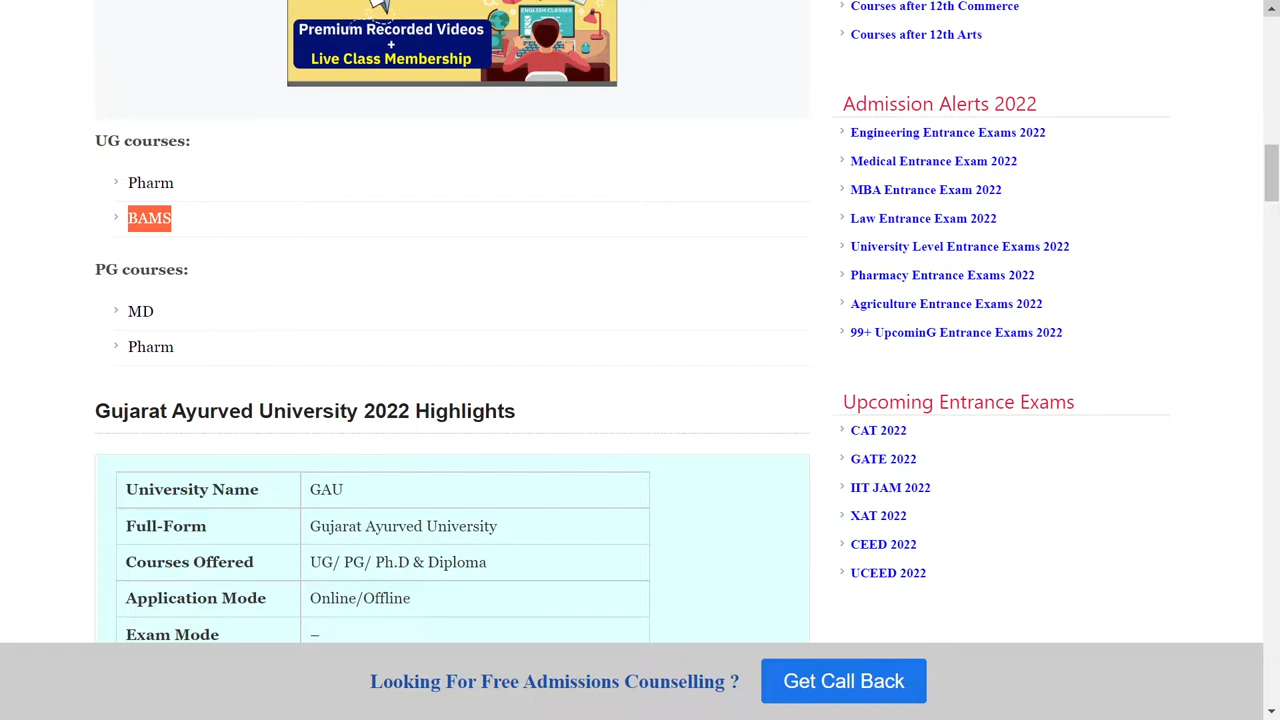 ENGLISH CLASSES
Premium Recorded Videos
+
Live Class Membership
UG courses:
Pharm
BAMS
PG courses:
MD
Pharm
Gujarat Ayurved University 2022 Highlights
University Name GAU
Full-Form Gujarat Ayurved University
Courses Offered UG/ PG/ Ph.D & Diploma
Application Mode Online/Offline
Exam Mode –
Courses after 12th Commerce
Courses after 12th Arts
Admission Alerts 2022
Engineering Entrance Exams 2022
Medical Entrance Exam 2022
MBA Entrance Exam 2022
Law Entrance Exam 2022
University Level Entrance Exams 2022
Pharmacy Entrance Exams 2022
Agriculture Entrance Exams 2022
99+ UpcominG Entrance Exams 2022
Upcoming Entrance Exams
CAT 2022
GATE 2022
IIT JAM 2022
XAT 2022
CEED 2022
UCEED 2022
Looking For Free Admissions Counselling ?
Get Call Back